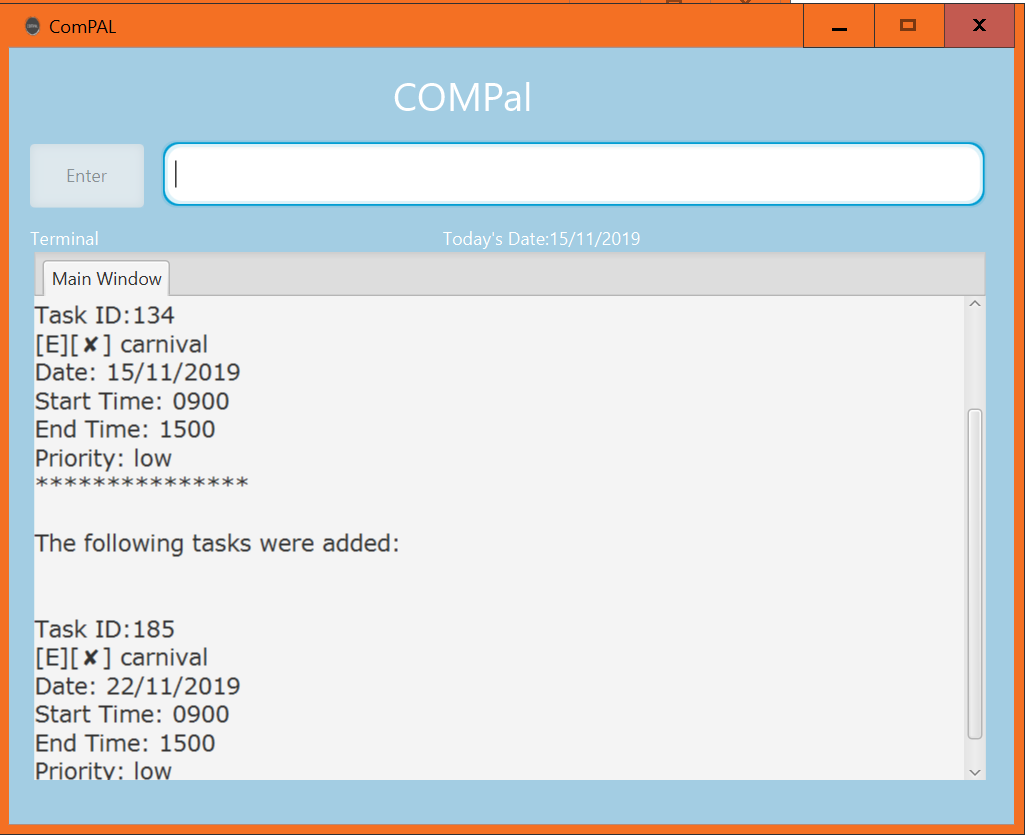 ComPAL
COMPal
Enter
Terminal
Today's Date:15/11/2019
Main Window
Task ID:134
[E][✘] carnival
Date: 15/11/2019
Start Time: 0900
End Time: 1500
Priority: low
***************
The following tasks were added:
Task ID:185
[E][✘] carnival
Date: 22/11/2019
Start Time: 0900
End Time: 1500
Priority: low